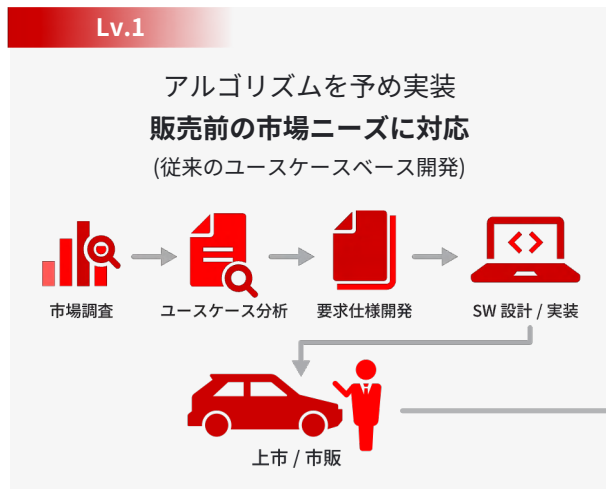 Lv.1
アルゴリズムを予め実装
販売前の市場ニーズに対応
(従来のユースケースベース開発)
市場調査
ユースケース分析
要求仕様開発
SW 設計 / 実装
上市 / 市販